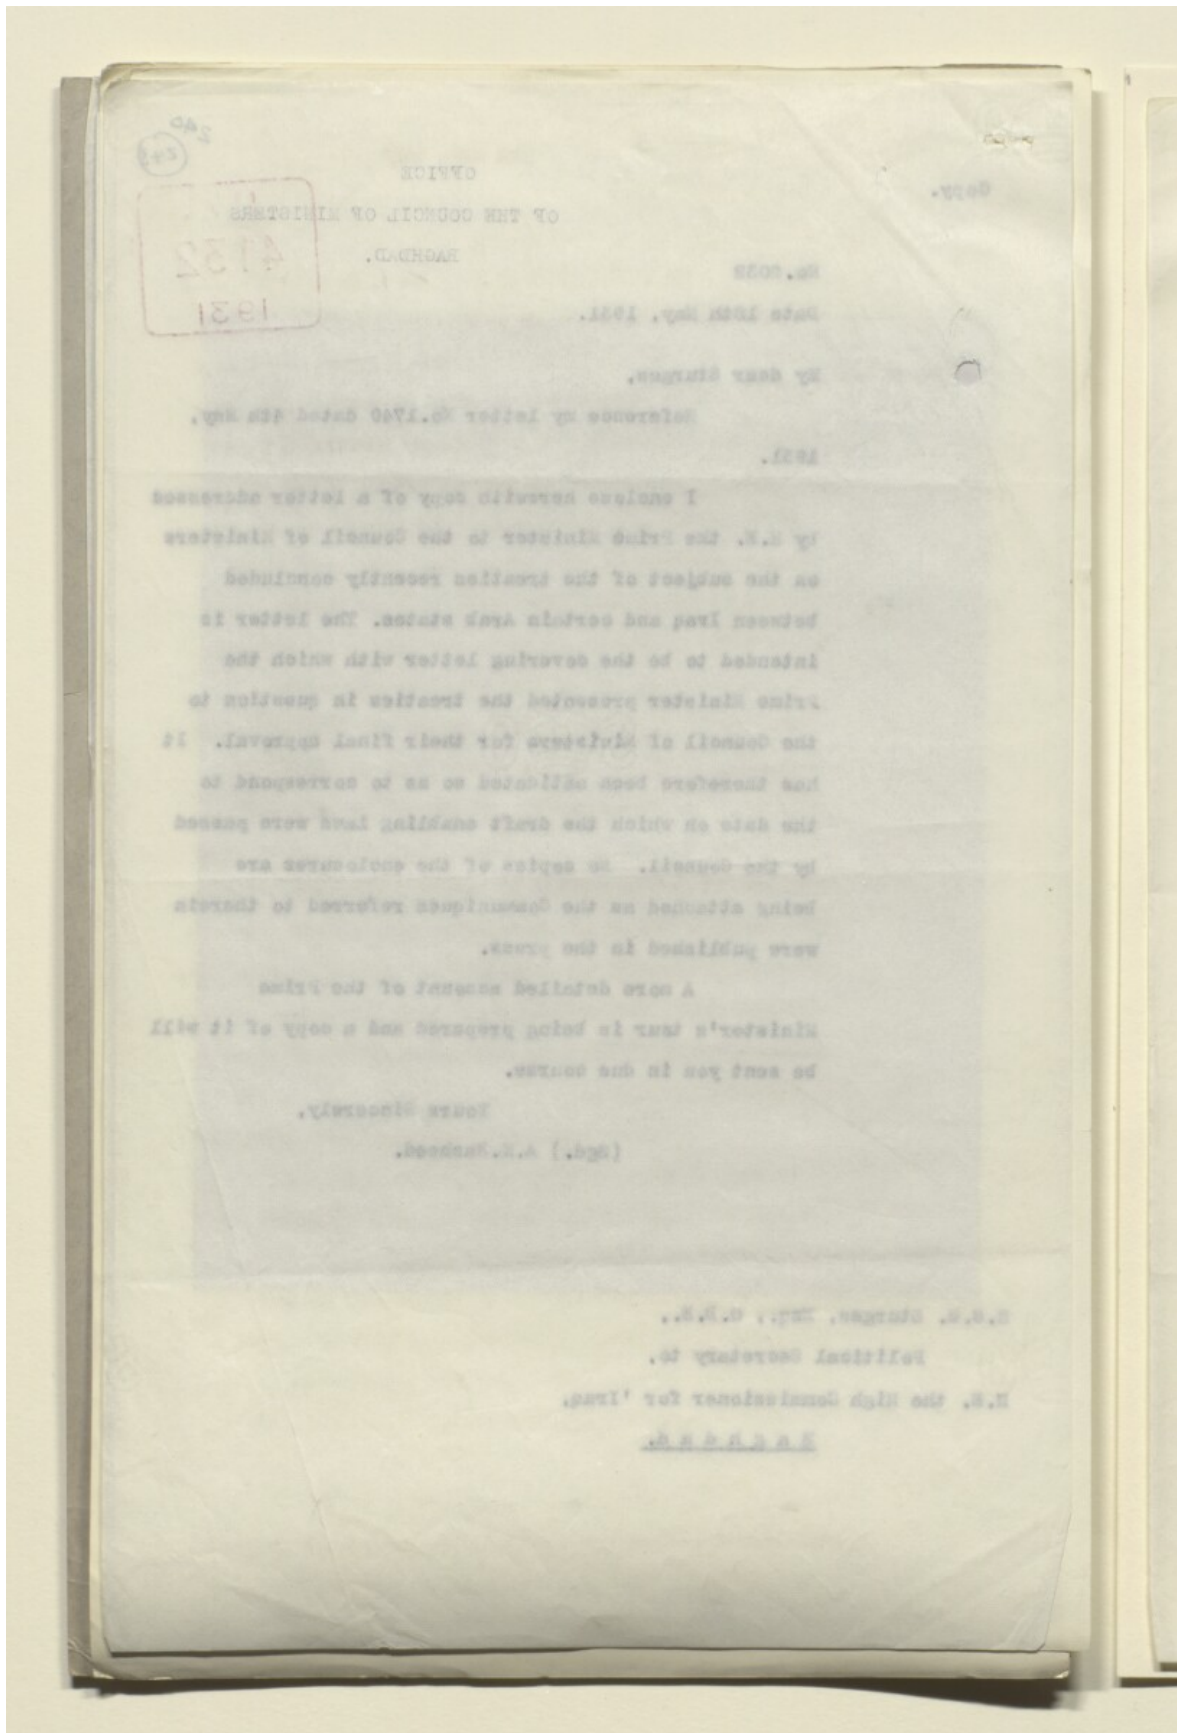 Copy.
OFFICE
OF THE COUNCIL OF MINISTERS
BAGHDAD.
4132
1931
240
No.
Date 18th May, 1931.
My dear Sturges,
Reference my letter No.1740 dated 4th May,
1931.
I enclose herewith copy of a letter addressed
by H.E. the Prime Minister to the Council of Ministers
on the subject of the treaties recently concluded
between Iraq and certain Arab states. The letter is
intended to be the covering letter with which the
Prime Minister presented the treaties in question to
the Council of Ministers for their final approval. It
has therefore been so as to correspond to
the date on which the draft enabling laws were passed
by the Council. No copies of the enclosures are
being attached as the Communiques referred to therein
were published in the press.
A more detailed account of the Prime
Minister's tour is being prepared and a copy of it will
be sent you in due course.
Yours Sincerely,
(Sgd.)
Sturges, Esq., O.B.E.,
Political Secretary to,
H.E. the High Commissioner for 'Iraq,
Baghdad.